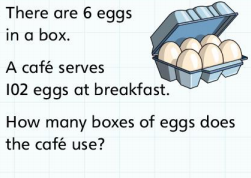 There are 6 eggs
in a box.
A café serves
102 eggs at breakfast.
How many boxes of eggs does
the café use?